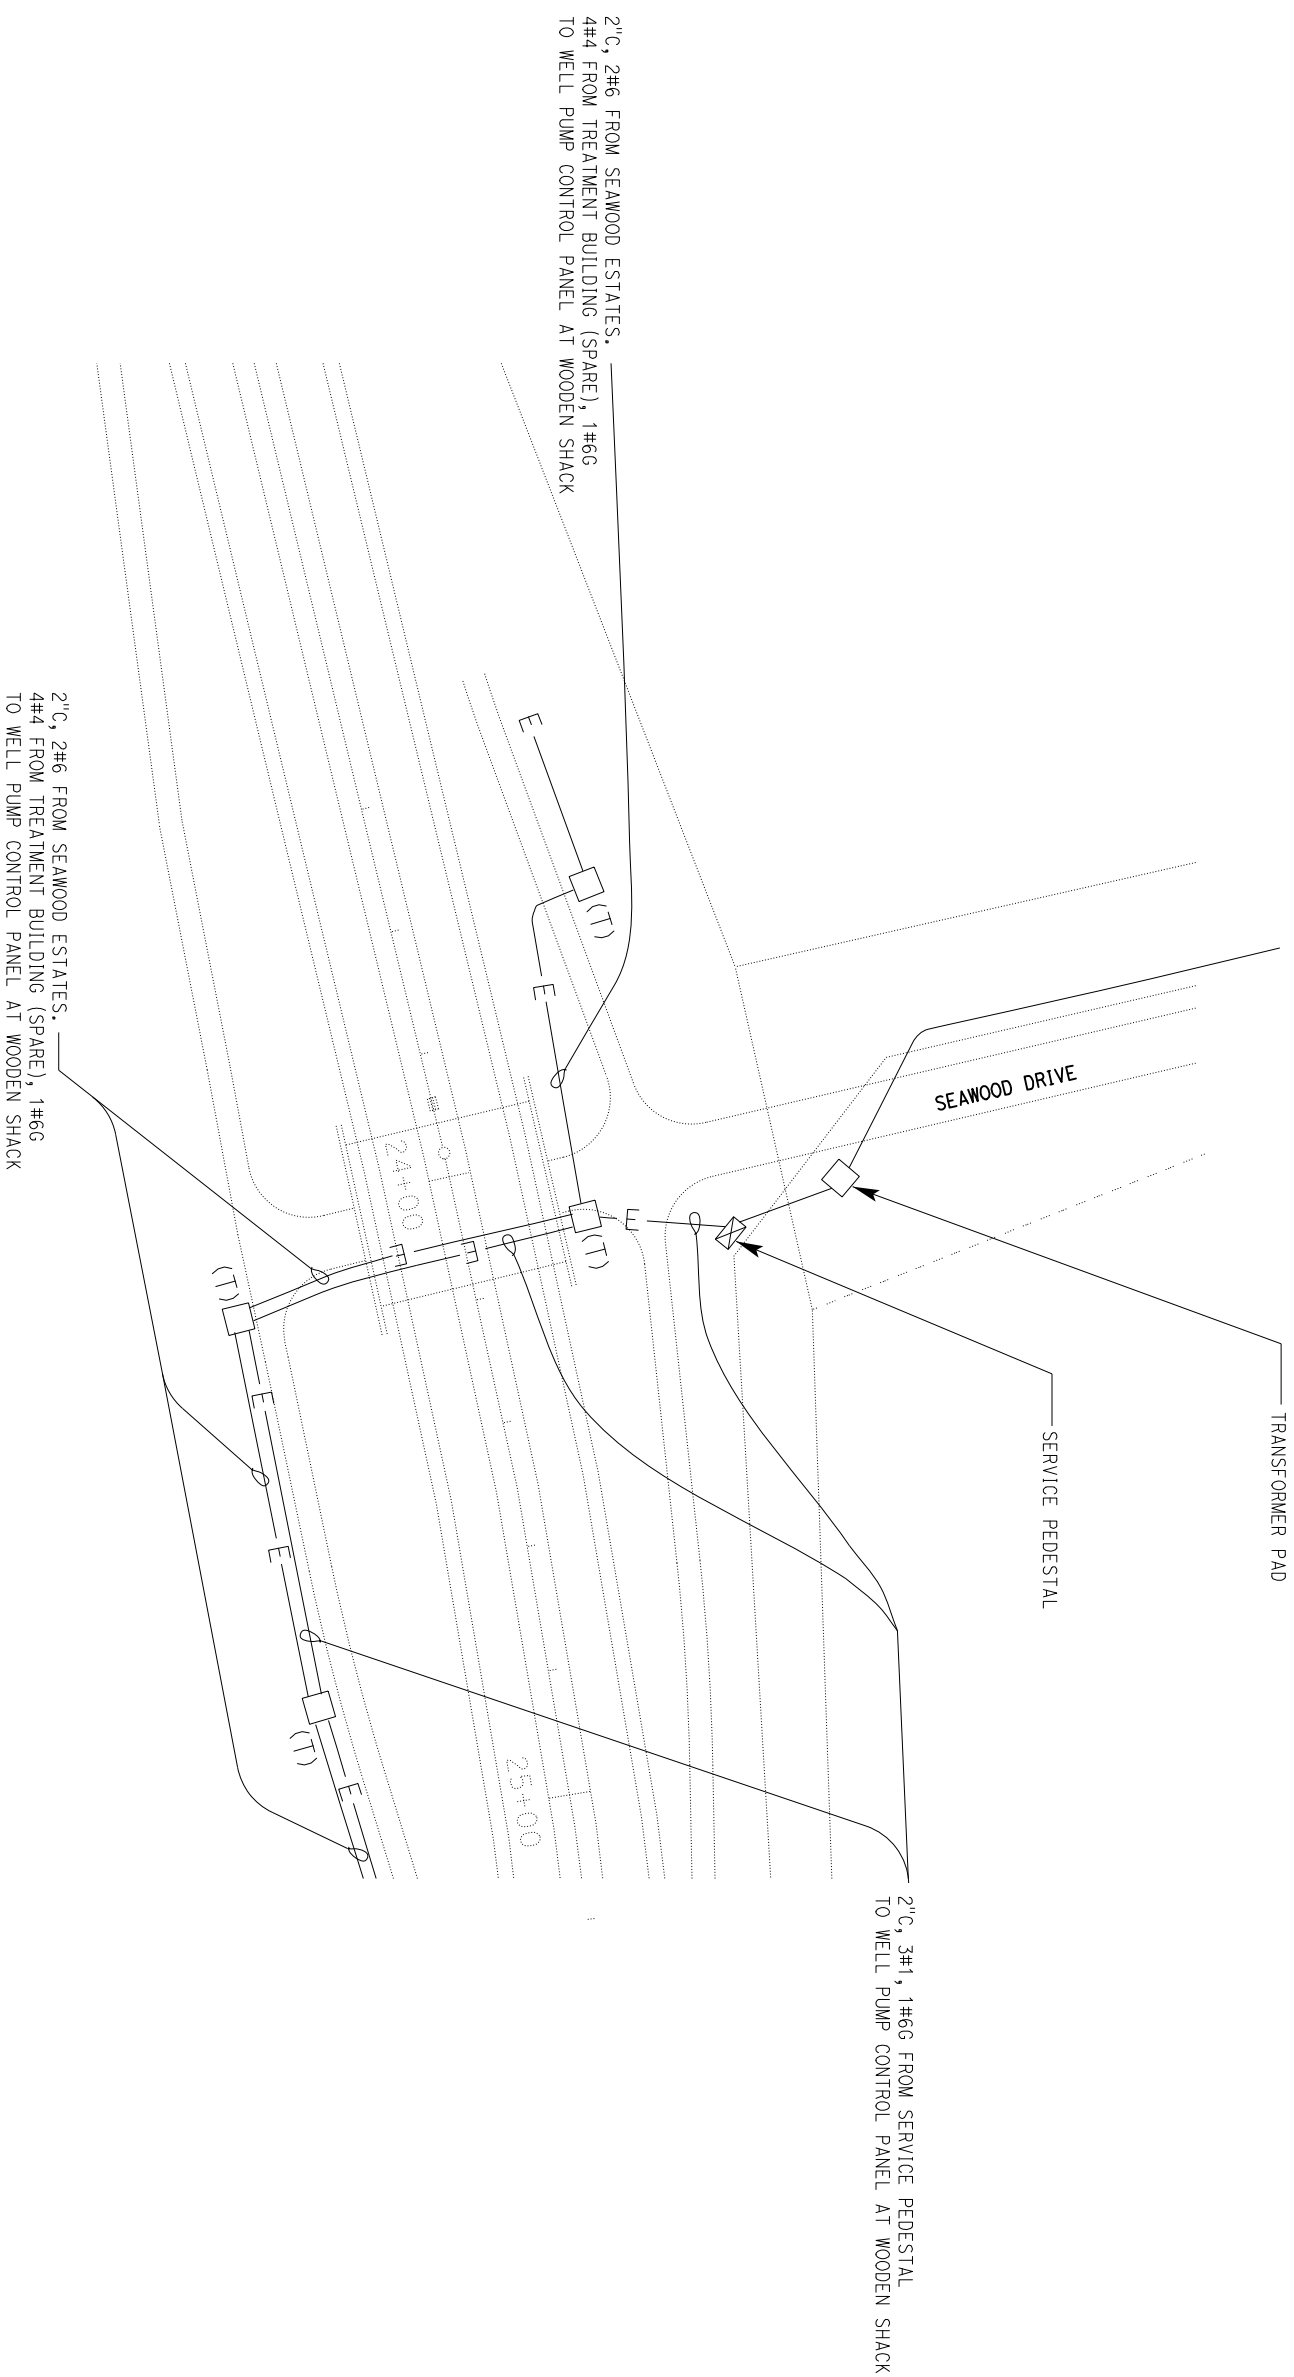 2"C, 2#6 FROM SEAWOOD ESTATES.
4#4 FROM TREATMENT BUILDING (SPARE), 1#6G
TO WELL PUMP CONTROL PANEL AT WOODEN SHACK
TRANSFORMER PAD
SERVICE PEDESTAL
SEAWOOD DRIVE
2"C, 3#1, 1#6G FROM SERVICE PEDESTAL
TO WELL PUMP CONTROL PANEL AT WOODEN SHACK
E
(T)
E
E
(T)
24+00
E
E
(T)
E
E
(T)
E
25+00
2"C, 2#6 FROM SEAWOOD ESTATES.
4#4 FROM TREATMENT BUILDING (SPARE), 1#6G
TO WELL PUMP CONTROL PANEL AT WOODEN SHACK